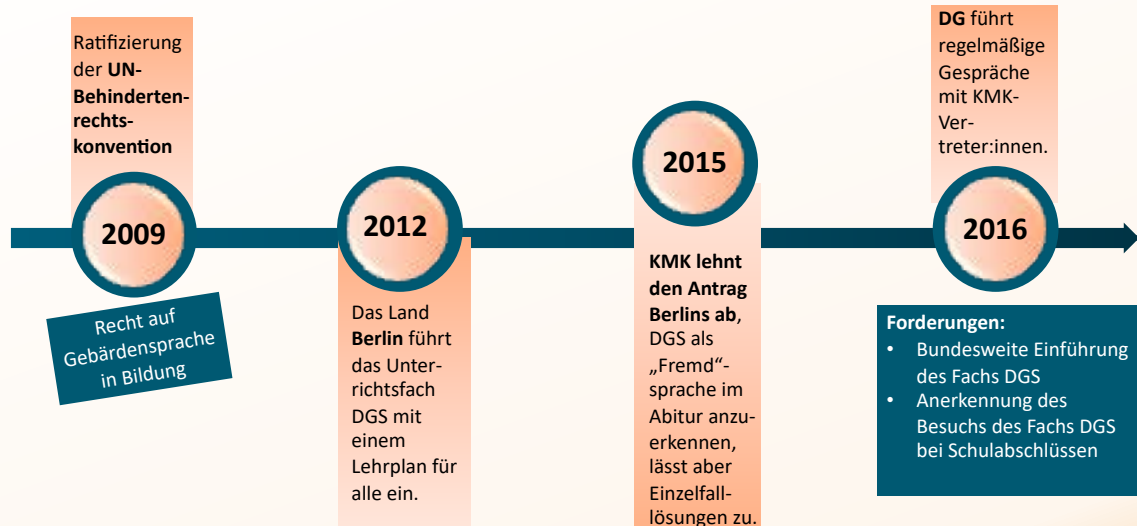 Ratifizierung
der UN-
Behinderten-
rechts-
konvention
2009
Recht auf
Gebärdensprache
in Bildung
2012
Das Land
Berlin führt
das Unter-
richtsfach
DGS mit
einem
Lehrplan für
alle ein.
2015
KMK lehnt
den Antrag
Berlins ab,
DGS als
„Fremd“-
sprache im
Abitur anzu-
erkennen,
lässt aber
Einzelfall-
lösungen zu.
DG führt
regelmäßige
Gespräche
mit KMK-
Ver-
treter:innen.
2016
Forderungen:
• Bundesweite Einführung
des Fachs DGS
• Anerkennung des
Besuchs des Fachs DGS
bei Schulabschlüssen